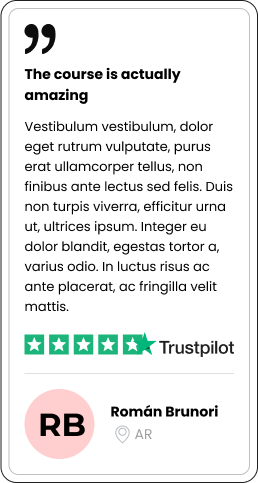 ”
The course is actually
amazing
Vestibulum vestibulum, dolor
eget rutrum vulputate, purus
erat ullamcorper tellus, non
finibus ante lectus sed felis. Duis
non turpis viverra, efficitur urna
ut, ultrices ipsum. Integer eu
dolor blandit, egestas tortor a,
varius odio. In luctus risus ac
ante placerat, ac fringilla velit
mattis.
Trustpilot
RB
Román Brunori
AR